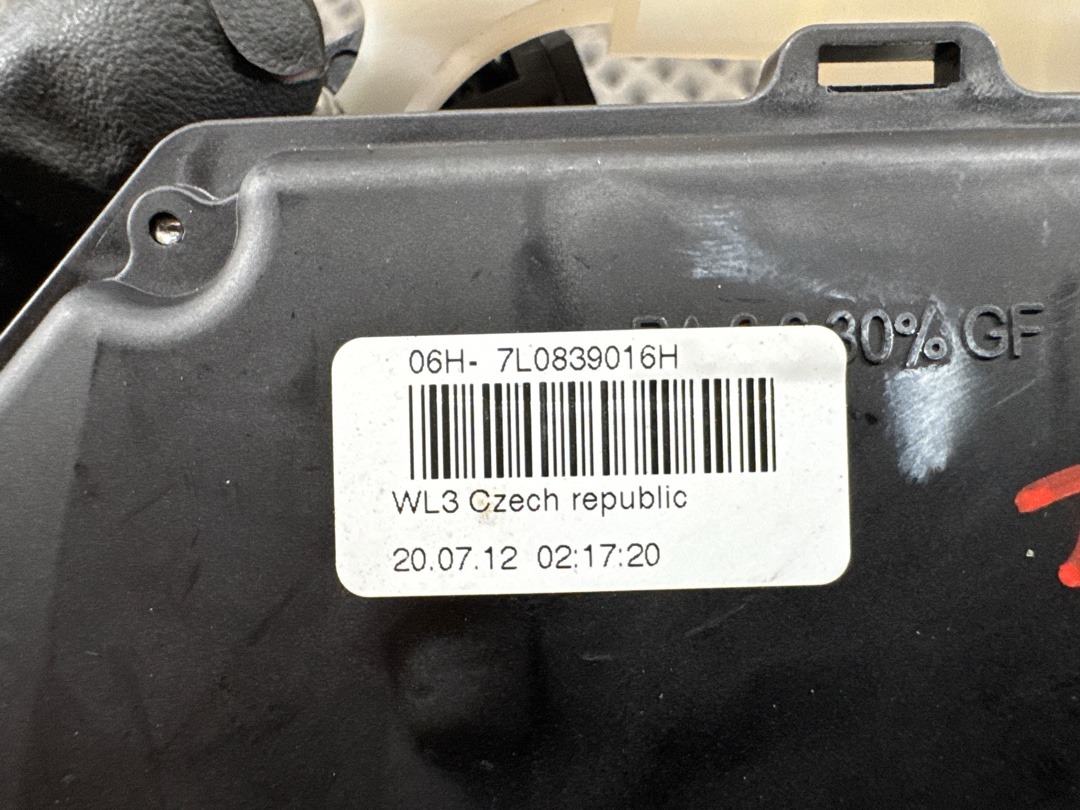 30% GF
06H- 7L0839016H
WL3 Czech republic
20.07.12 02:17:20